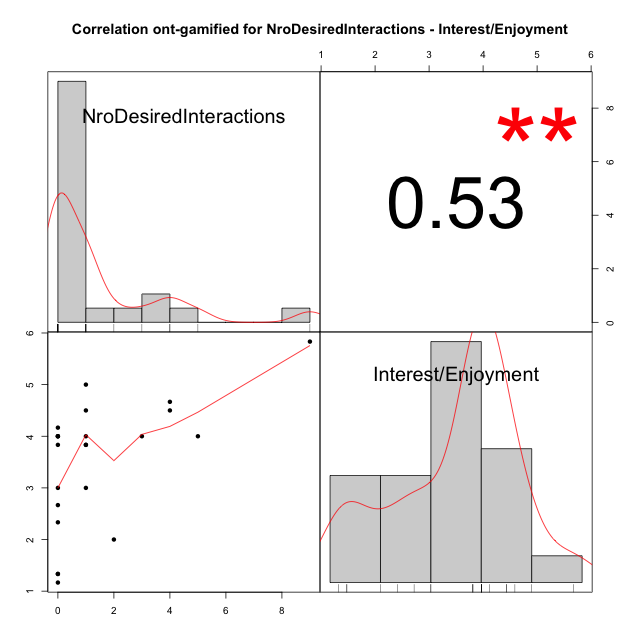 Correlation ont-gamified for NroDesiredInteractions - Interest/Enjoyment
1 2 3 4 5 6
NroDesiredInteractions
**
0.53
0 2 4 6 8
Interest/Enjoyment
1 2 3 4 5 6
0 2 4 6 8